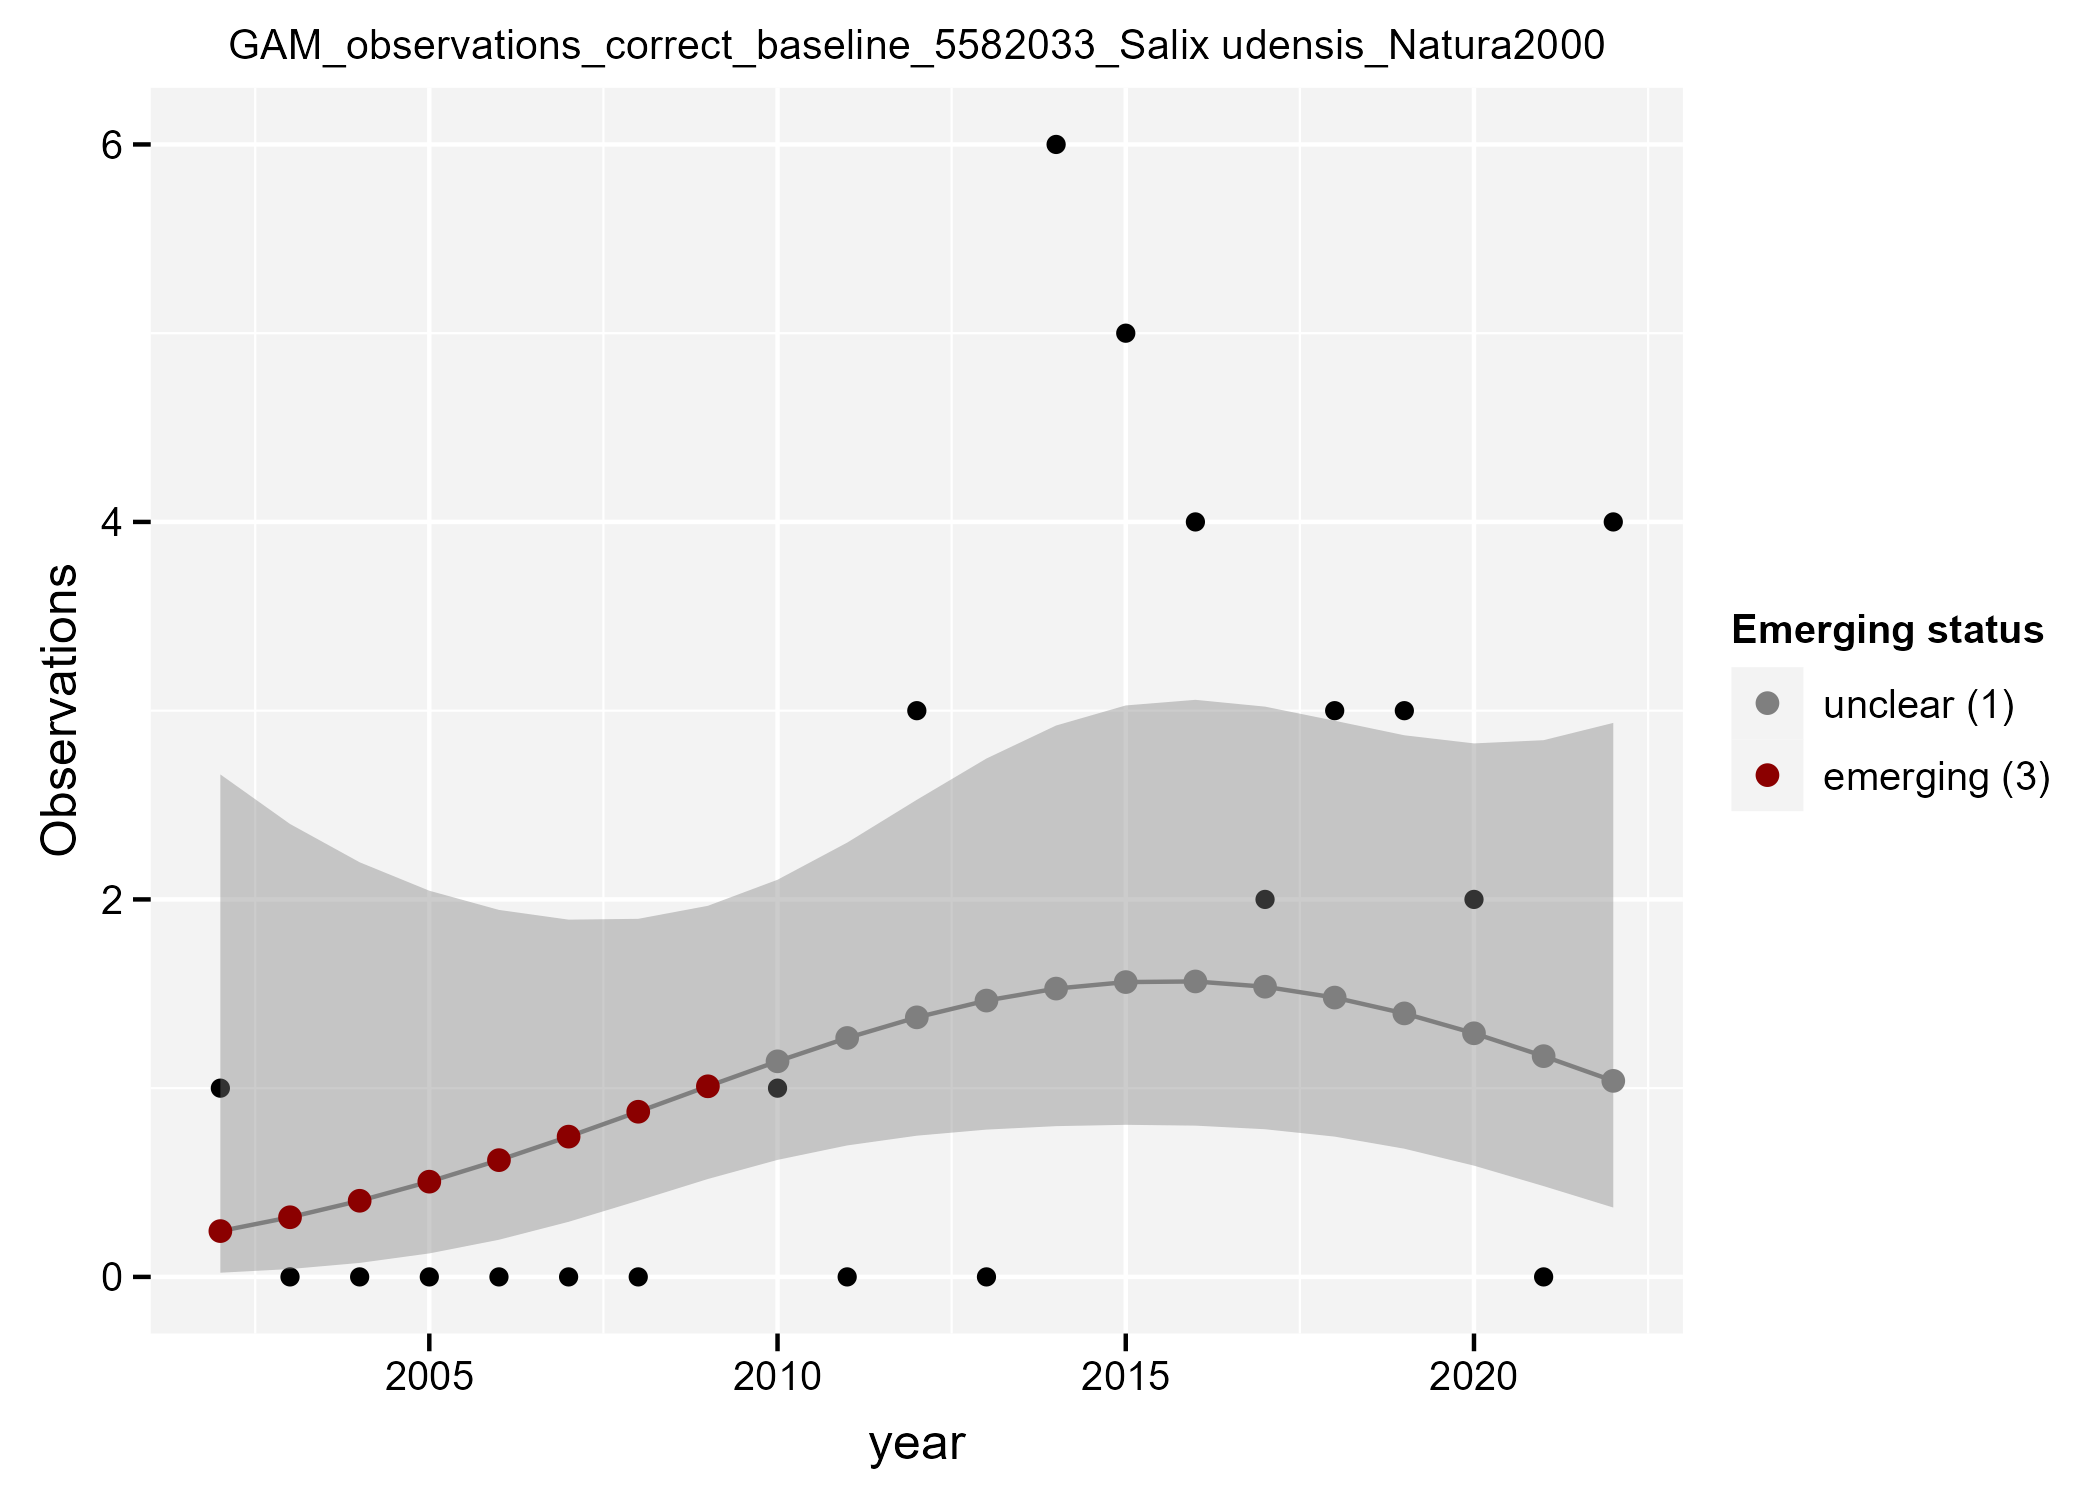 GAM_observations_correct_baseline_5582033_Salix udensis_Natura2000
6
4
2
0
Observations
2005
2010
2015
2020
year
Emerging status
unclear (1)
emerging (3)